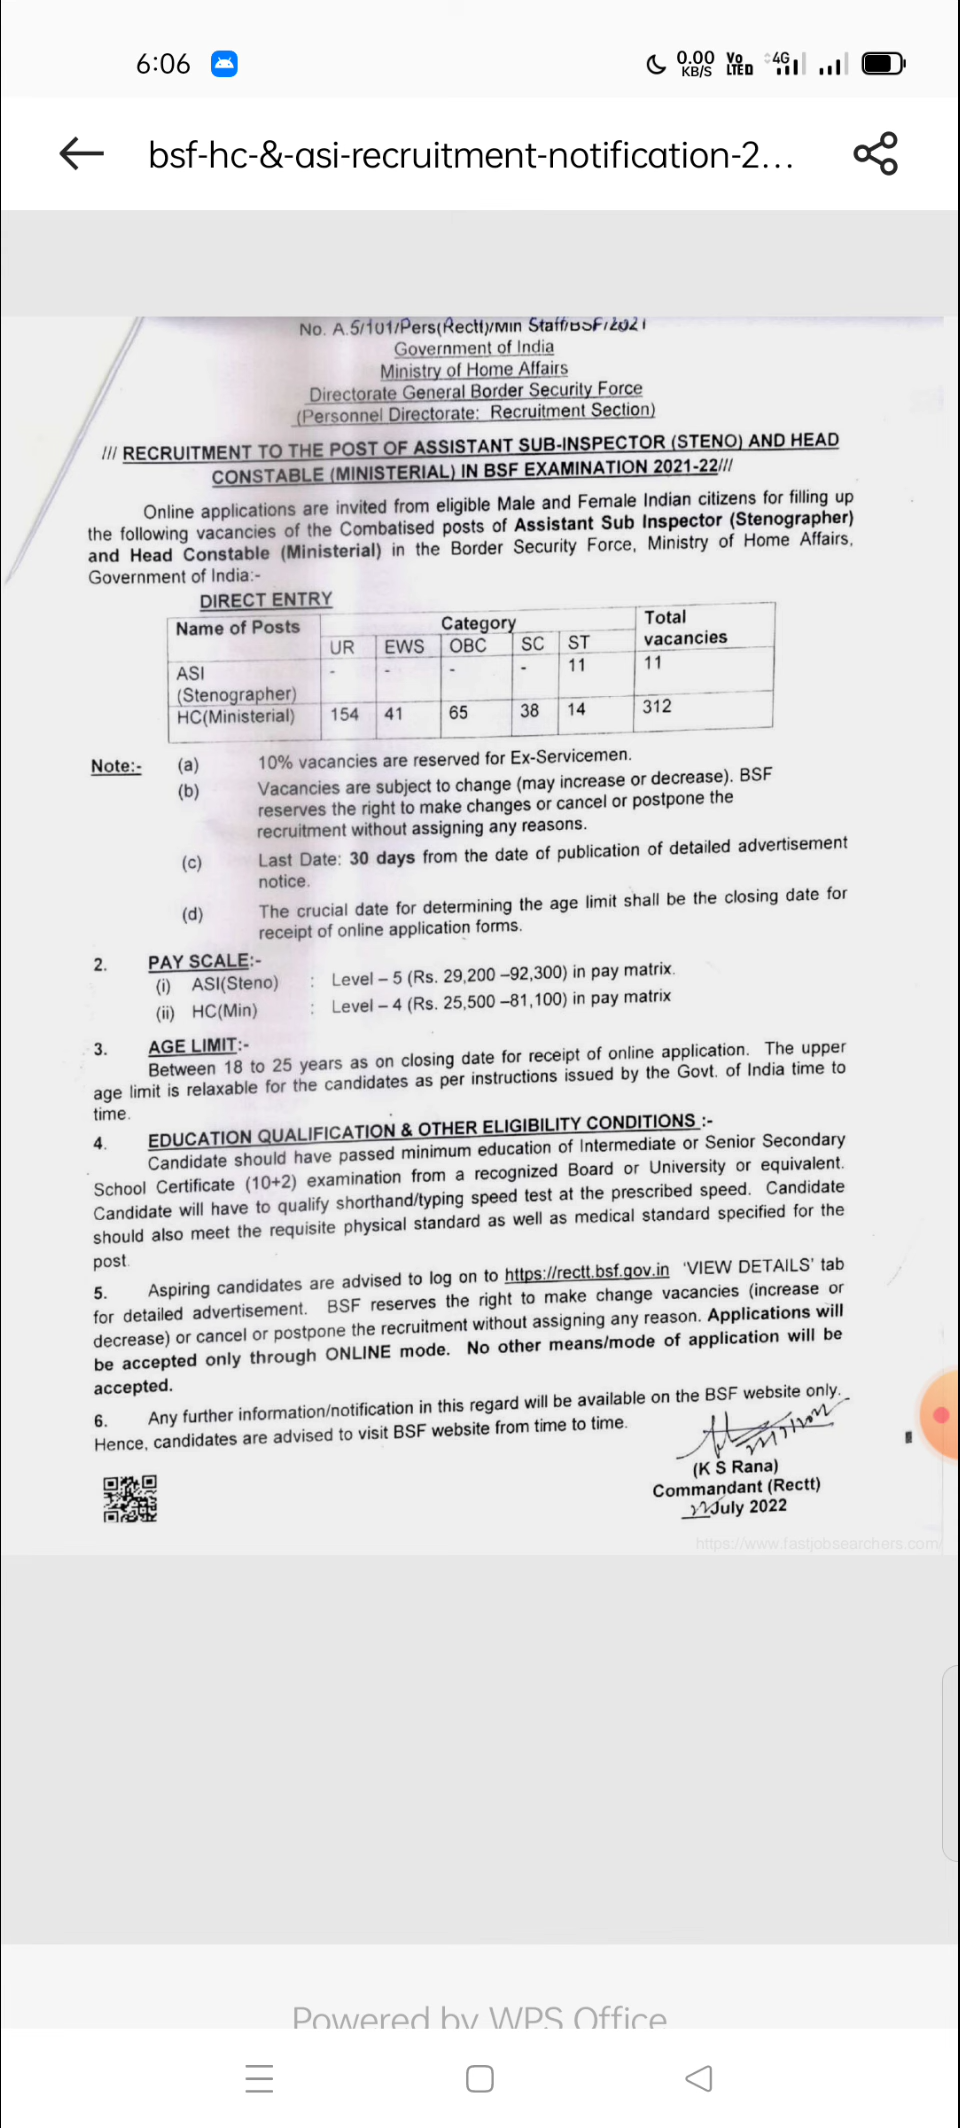 6:06
0.00 KB/S Vo LTED 4G
bsf-hc-&-asi-recruitment-notification-2...
No. A.5/101/Pers(Rectt)/Min Staff/BSF/2021
Government of India
Ministry of Home Affairs
Directorate General Border Security Force
(Personnel Directorate: Recruitment Section)
/// RECRUITMENT TO THE POST OF ASSISTANT SUB-INSPECTOR (STENO) AND HEAD
CONSTABLE (MINISTERIAL) IN BSF EXAMINATION 2021-22///
Online applications are invited from eligible Male and Female Indian citizens for filling up
the following vacancies of the Combatised posts of Assistant Sub Inspector (Stenographer)
and Head Constable (Ministerial) in the Border Security Force, Ministry of Home Affairs,
Government of India:-
DIRECT ENTRY
Name of Posts Category Total vacancies
UR EWS OBC SC ST
ASI (Stenographer) - - - - 11 11
HC(Ministerial) 154 41 65 38 14 312
Note:- (a) 10% vacancies are reserved for Ex-Servicemen.
(b) Vacancies are subject to change (may increase or decrease). BSF
reserves the right to make changes or cancel or postpone the
recruitment without assigning any reasons.
(c) Last Date: 30 days from the date of publication of detailed advertisement
notice.
(d) The crucial date for determining the age limit shall be the closing date for
receipt of online application forms.
2. PAY SCALE:-
(i) ASI(Steno) : Level – 5 (Rs. 29,200 –92,300) in pay matrix.
(ii) HC(Min) : Level – 4 (Rs. 25,500 –81,100) in pay matrix
3. AGE LIMIT:-
Between 18 to 25 years as on closing date for receipt of online application. The upper
age limit is relaxable for the candidates as per instructions issued by the Govt. of India time to
time.
4. EDUCATION QUALIFICATION & OTHER ELIGIBILITY CONDITIONS :-
Candidate should have passed minimum education of Intermediate or Senior Secondary
School Certificate (10+2) examination from a recognized Board or University or equivalent.
Candidate will have to qualify shorthand/typing speed test at the prescribed speed. Candidate
should also meet the requisite physical standard as well as medical standard specified for the
post.
5. Aspiring candidates are advised to log on to https://rectt.bsf.gov.in 'VIEW DETAILS' tab
for detailed advertisement. BSF reserves the right to make change vacancies (increase or
decrease) or cancel or postpone the recruitment without assigning any reason. Applications will
be accepted only through ONLINE mode. No other means/mode of application will be
accepted.
6. Any further information/notification in this regard will be available on the BSF website only.
Hence, candidates are advised to visit BSF website from time to time.
(K S Rana)
Commandant (Rectt)
July 2022
https://www.fastjobsearchers.com/
Powered by WPS Office